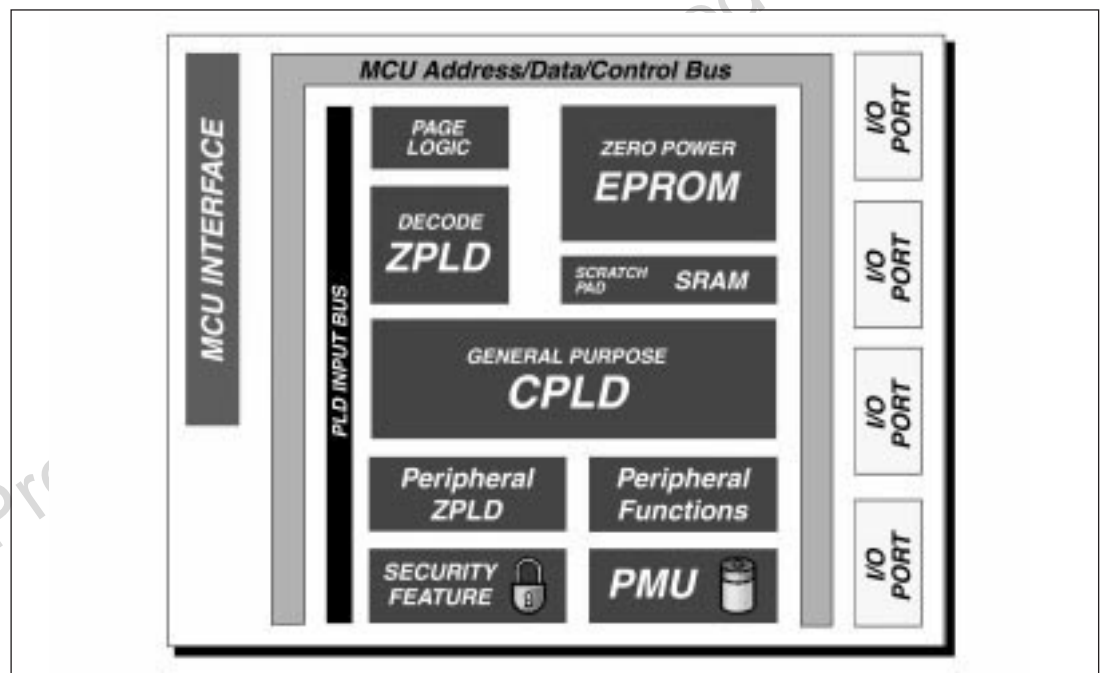 MCU Address/Data/Control Bus
MCU INTERFACE
PLD INPUT BUS
PAGE
LOGIC
ZERO POWER
EPROM
DECODE
ZPLD
SCRATCH
PAD
SRAM
GENERAL PURPOSE
CPLD
Peripheral
ZPLD
Peripheral
Functions
SECURITY
FEATURE
PMU
I/O
PORT
I/O
PORT
I/O
PORT
I/O
PORT